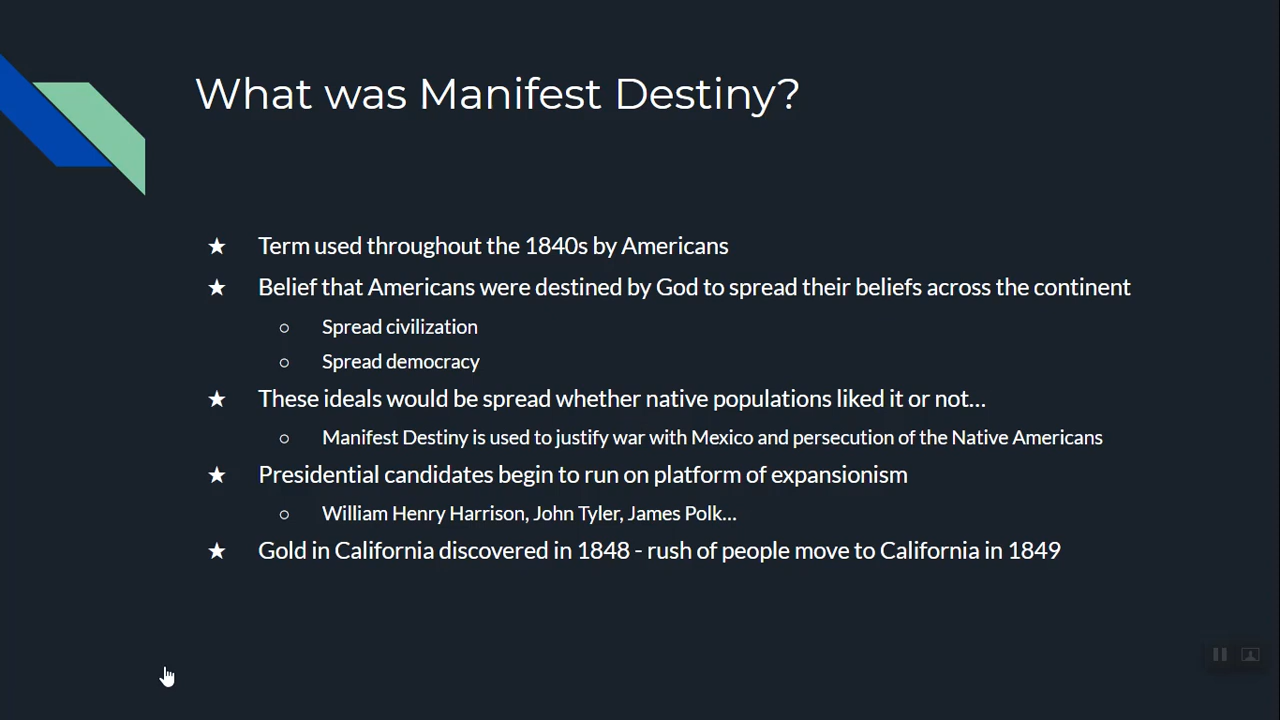 What was Manifest Destiny?
★ Term used throughout the 1840s by Americans
★ Belief that Americans were destined by God to spread their beliefs across the continent
○ Spread civilization
○ Spread democracy
★ These ideals would be spread whether native populations liked it or not...
○ Manifest Destiny is used to justify war with Mexico and persecution of the Native Americans
★ Presidential candidates begin to run on platform of expansionism
○ William Henry Harrison, John Tyler, James Polk...
★ Gold in California discovered in 1848 - rush of people move to California in 1849